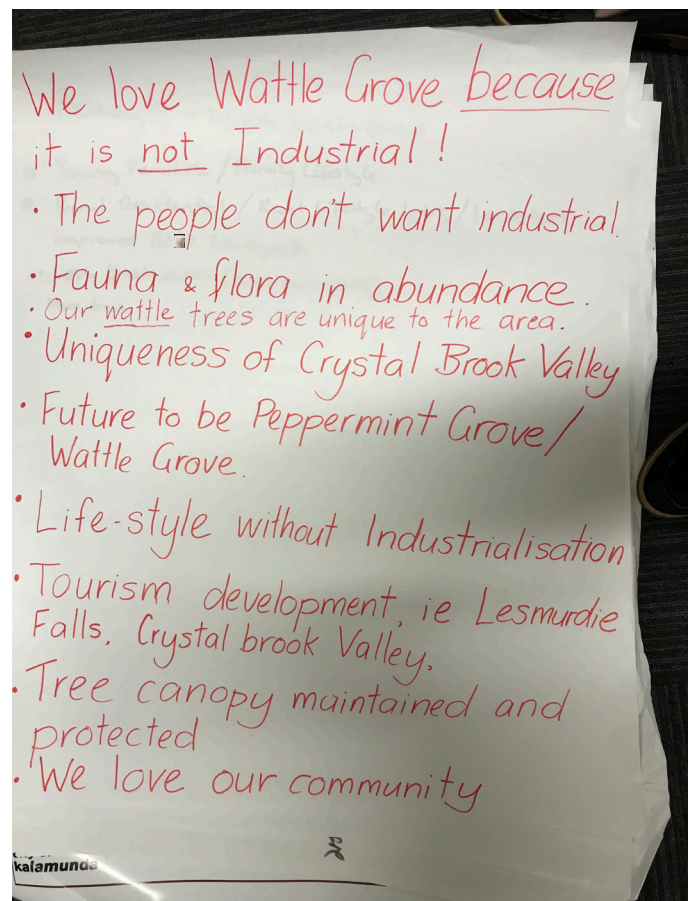 We love Wattle Grove because
it is not Industrial!
· The people don't want industrial.
· Fauna & flora in abundance.
· Our wattle trees are unique to the area.
· Uniqueness of Crystal Brook Valley
· Future to be Peppermint Grove/
Wattle Grove.
· Life-style without Industrialisation
· Tourism development, ie Lesmurdie
Falls, Crystal brook Valley.
· Tree canopy maintained and
protected
· We love our community
kalamunda